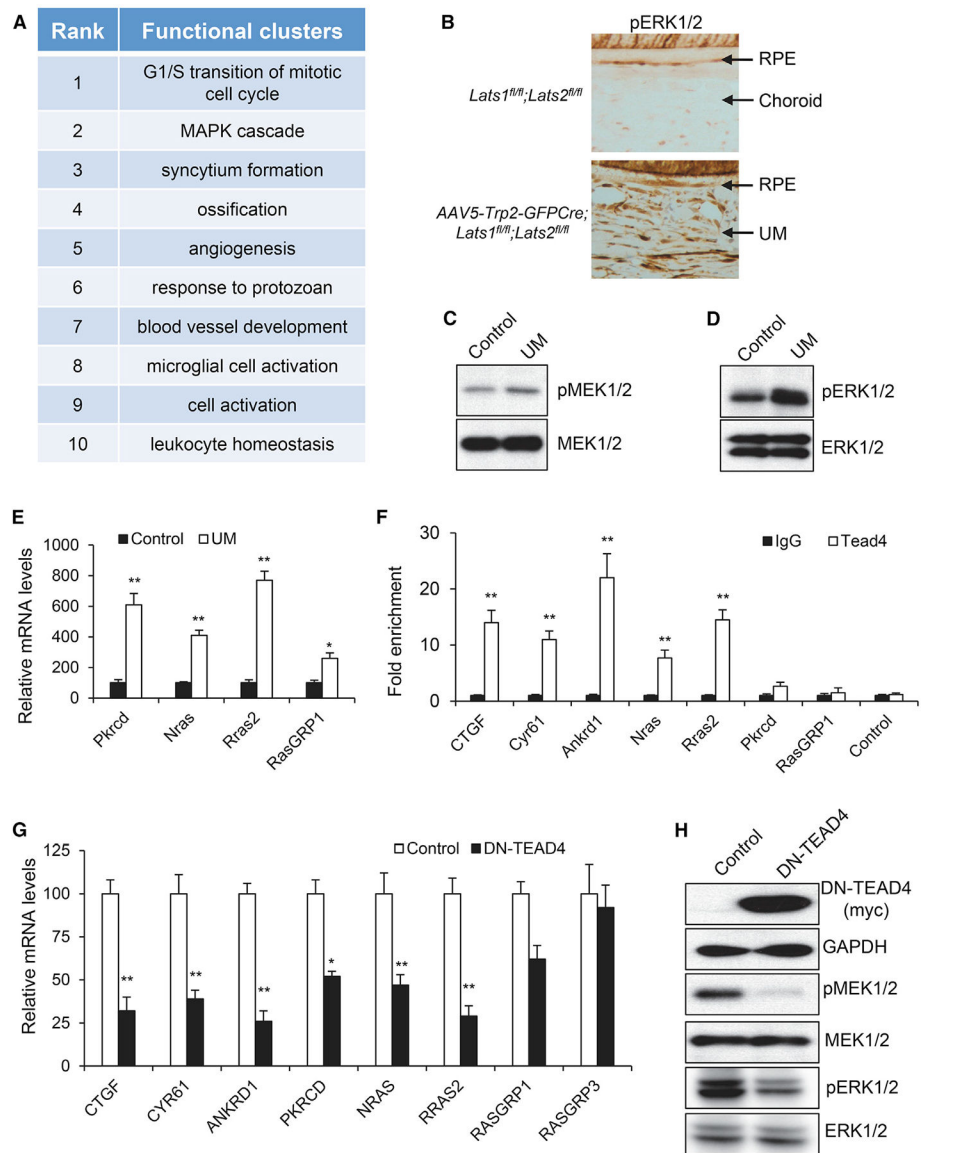 A
Rank Functional clusters
1 G1/S transition of mitotic
cell cycle
2 MAPK cascade
3 syncytium formation
4 ossification
5 angiogenesis
6 response to protozoan
7 blood vessel development
8 microglial cell activation
9 cell activation
10 leukocyte homeostasis
B
pERK1/2
Lats1fl/fl;Lats2fl/fl
RPE
Choroid
AAV5-Trp2-GFPCre;
Lats1fl/fl;Lats2fl/fl
RPE
UM
C
Control UM
pMEK1/2
MEK1/2
D
Control UM
pERK1/2
ERK1/2
E
Control UM
Relative mRNA levels
1000
800
600
400
200
0
** ** ** *
Pkrcd Nras Rras2 RasGRP1
F
IgG Tead4
Fold enrichment
30
20
10
0
** ** ** ** **
CTGF Cyr61 Ankrd1 Nras Rras2 Pkrcd RasGRP1 Control
G
Control DN-TEAD4
Relative mRNA levels
125
100
75
50
25
0
** ** ** * ** **
CTGF CYR61 ANKRD1 PKRCD NRAS RRAS2 RASGRP1 RASGRP3
H
Control DN-TEAD4
DN-TEAD4
(myc)
GAPDH
pMEK1/2
MEK1/2
pERK1/2
ERK1/2